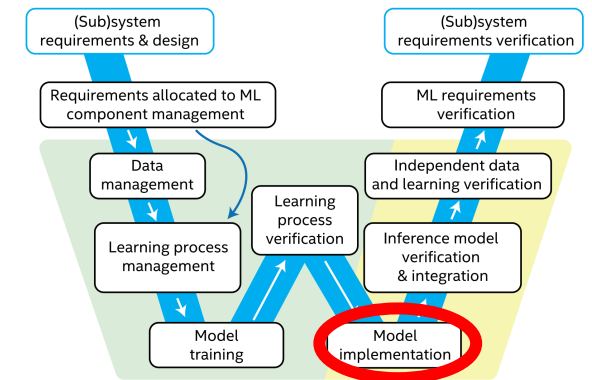 (Sub)system
requirements & design
(Sub)system
requirements verification
Requirements allocated to ML
component management
ML requirements
verification
Data
management
Independent data
and learning verification
Learning
process
verification
Learning process
management
Inference model
verification
& integration
Model
training
Model
implementation